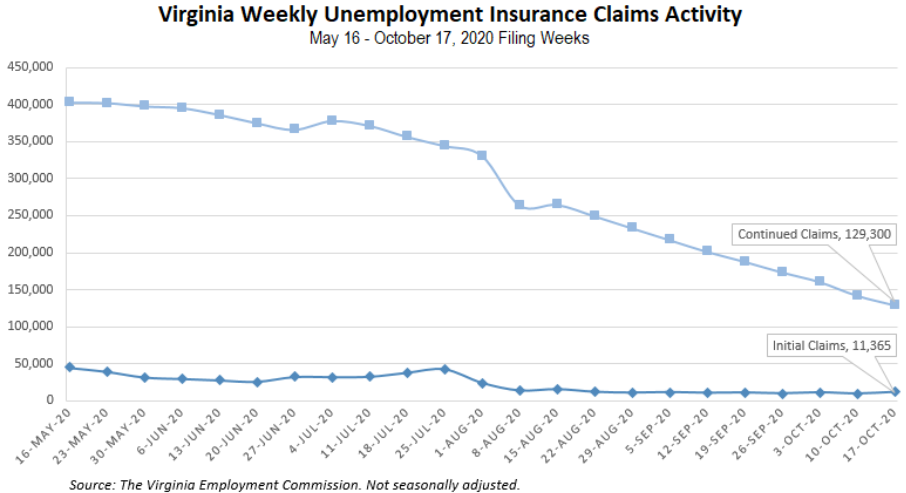 Virginia Weekly Unemployment Insurance Claims Activity
May 16 - October 17, 2020 Filing Weeks
450,000
400,000
350,000
300,000
250,000
200,000
150,000
100,000
50,000
0
Continued Claims, 129,300
Initial Claims, 11,365
16-MAY-20
23-MAY-20
30-MAY-20
6-JUN-20
13-JUN-20
20-JUN-20
27-JUN-20
4-JUL-20
11-JUL-20
18-JUL-20
25-JUL-20
1-AUG-20
8-AUG-20
15-AUG-20
22-AUG-20
29-AUG-20
5-SEP-20
12-SEP-20
19-SEP-20
26-SEP-20
3-OCT-20
10-OCT-20
17-OCT-20
Source: The Virginia Employment Commission. Not seasonally adjusted.